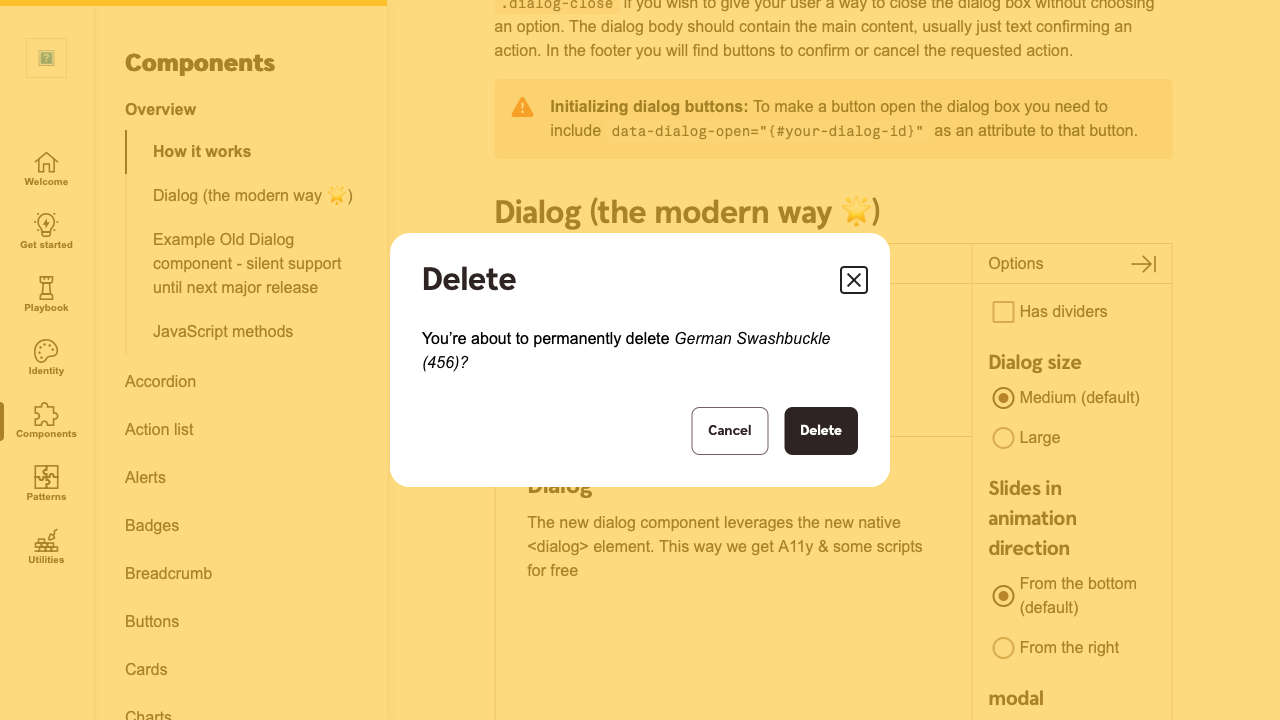 Welcome
Get started
Playbook
Identity
Components
Patterns
Utilities
Components
Overview
How it works
Dialog (the modern way 🌟)
Example Old Dialog
component - silent support
until next major release
JavaScript methods
Accordion
Action list
Alerts
Badges
Breadcrumb
Buttons
Cards
Charts
.dialog-close if you wish to give your user a way to close the dialog box without choosing
an option. The dialog body should contain the main content, usually just text confirming an
action. In the footer you will find buttons to confirm or cancel the requested action.
Initializing dialog buttons: To make a button open the dialog box you need to
include data-dialog-open="{#your-dialog-id}" as an attribute to that button.
Dialog (the modern way 🌟)
Delete
You’re about to permanently delete German Swashbuckle
(456)?
Cancel
Delete
Dialog
The new dialog component leverages the new native
<dialog> element. This way we get A11y & some scripts
for free
Options
Has dividers
Dialog size
Medium (default)
Large
Slides in
animation
direction
From the bottom
(default)
From the right
modal